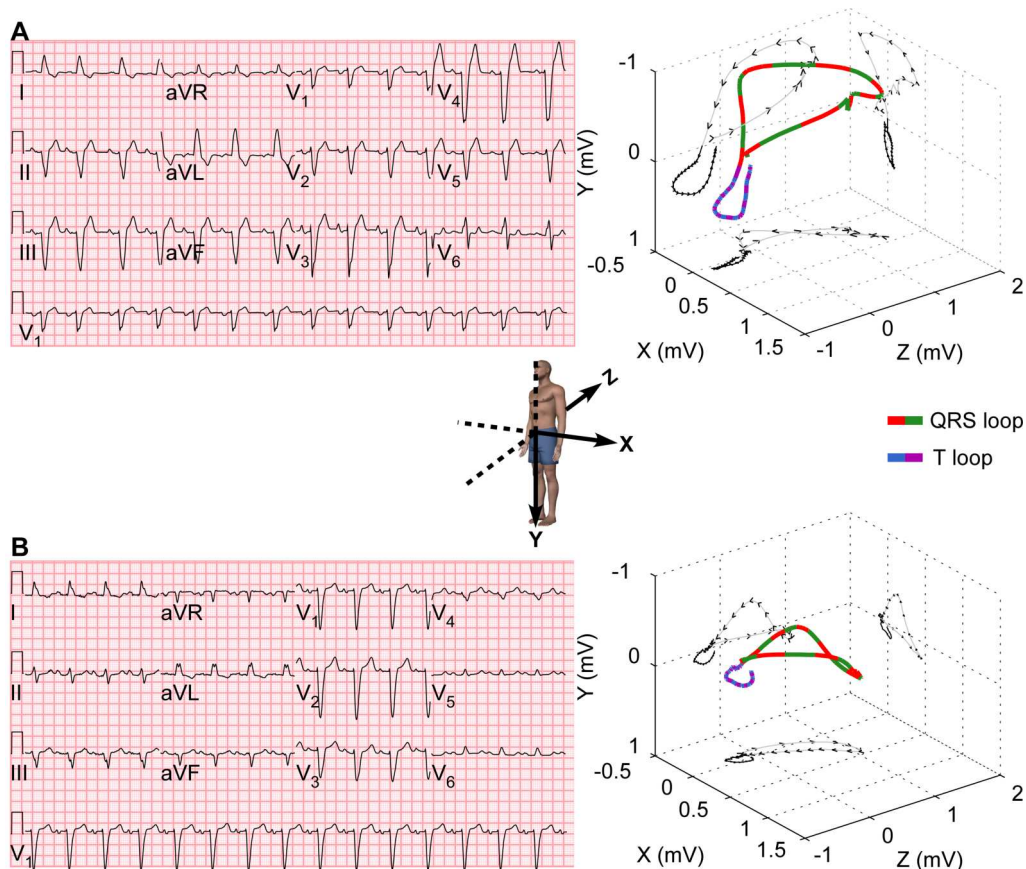 A
I aVR V1 V4
II aVL V2 V5
III aVF V3 V6
V1
-1
0
1
Y (mV)
-0.5
0
0.5
1
1.5
X (mV)
-1
0
1
2
Z (mV)
Z
X
Y
QRS loop
T loop
B
I aVR V1 V4
II aVL V2 V5
III aVF V3 V6
V1
-1
0
1
Y (mV)
-0.5
0
0.5
1
1.5
X (mV)
-1
0
1
2
Z (mV)